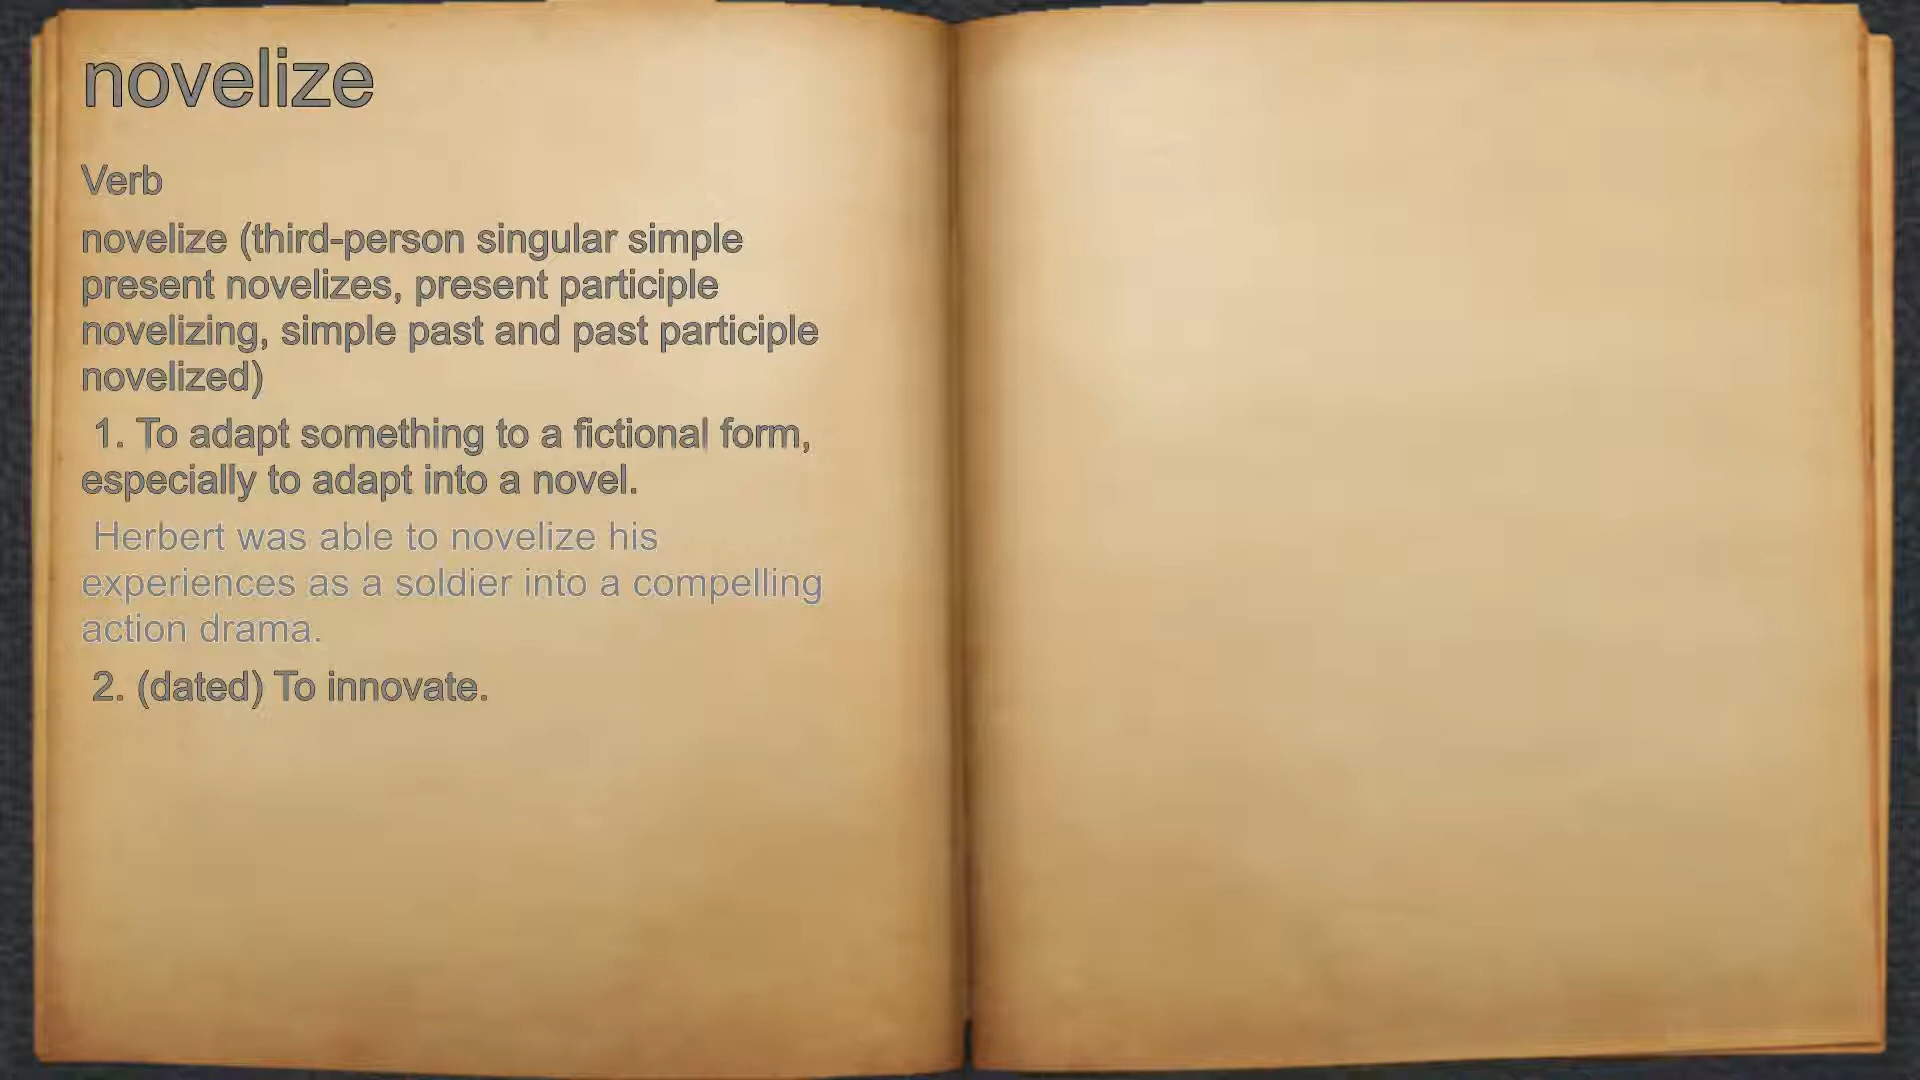 novelize
Verb
novelize (third-person singular simple
present novelizes, present participle
novelizing, simple past and past participle
novelized)
1. To adapt something to a fictional form,
especially to adapt into a novel.
Herbert was able to novelize his
experiences as a soldier into a compelling
action drama.
2. (dated) To innovate.